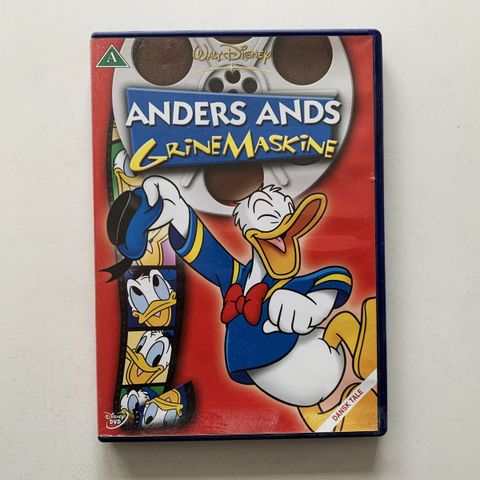 A
WALT DISNEY
ANDERS ANDS
GRINEMASKINE
DANSK TALE
DISNEY
DVD